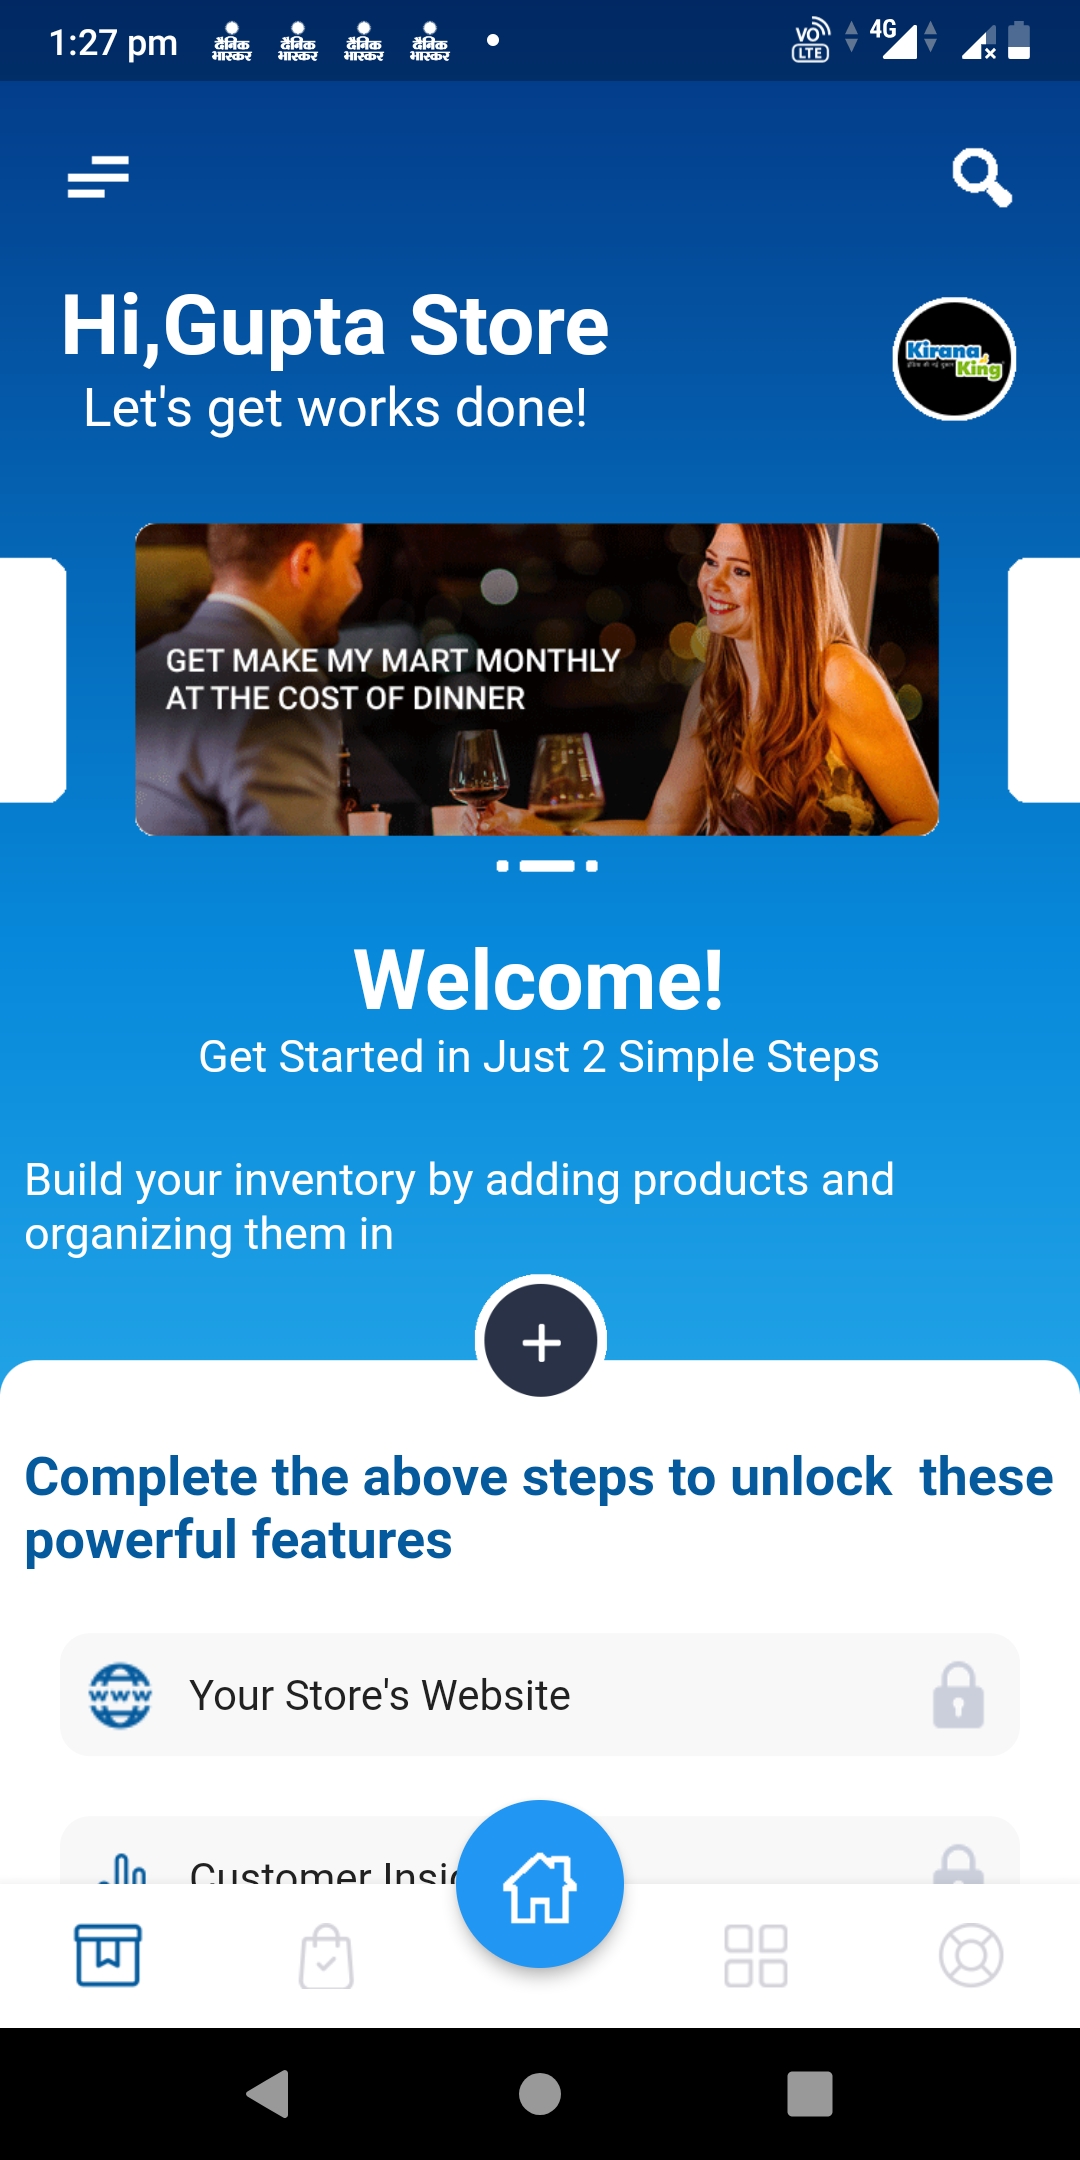 1:27 pm
दैनिक भास्कर
दैनिक भास्कर
दैनिक भास्कर
दैनिक भास्कर
VO LTE
4G
Hi,Gupta Store
Let's get works done!
Kirana
King
GET MAKE MY MART MONTHLY
AT THE COST OF DINNER
Welcome!
Get Started in Just 2 Simple Steps
Build your inventory by adding products and
organizing them in
+
Complete the above steps to unlock  these
powerful features
www
Your Store's Website
Customer